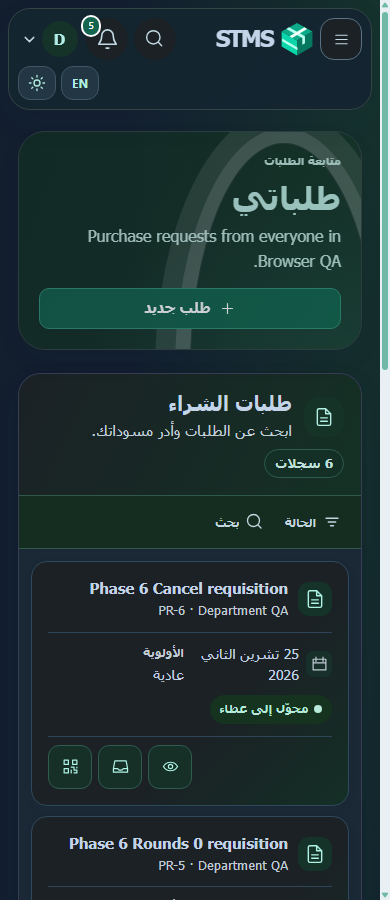 STMS
5
D
EN
متابعة الطلبات
طلباتي
Purchase requests from everyone in
Browser QA.
+ طلب جديد
طلبات الشراء
ابحث عن الطلبات وأدر مسوداتك.
6 سجلات
الحالة بحث
Phase 6 Cancel requisition
PR-6 · Department QA
25 تشرين الثاني
2026
الأولوية
عادية
محوّل إلى عطاء
Phase 6 Rounds 0 requisition
PR-5 · Department QA